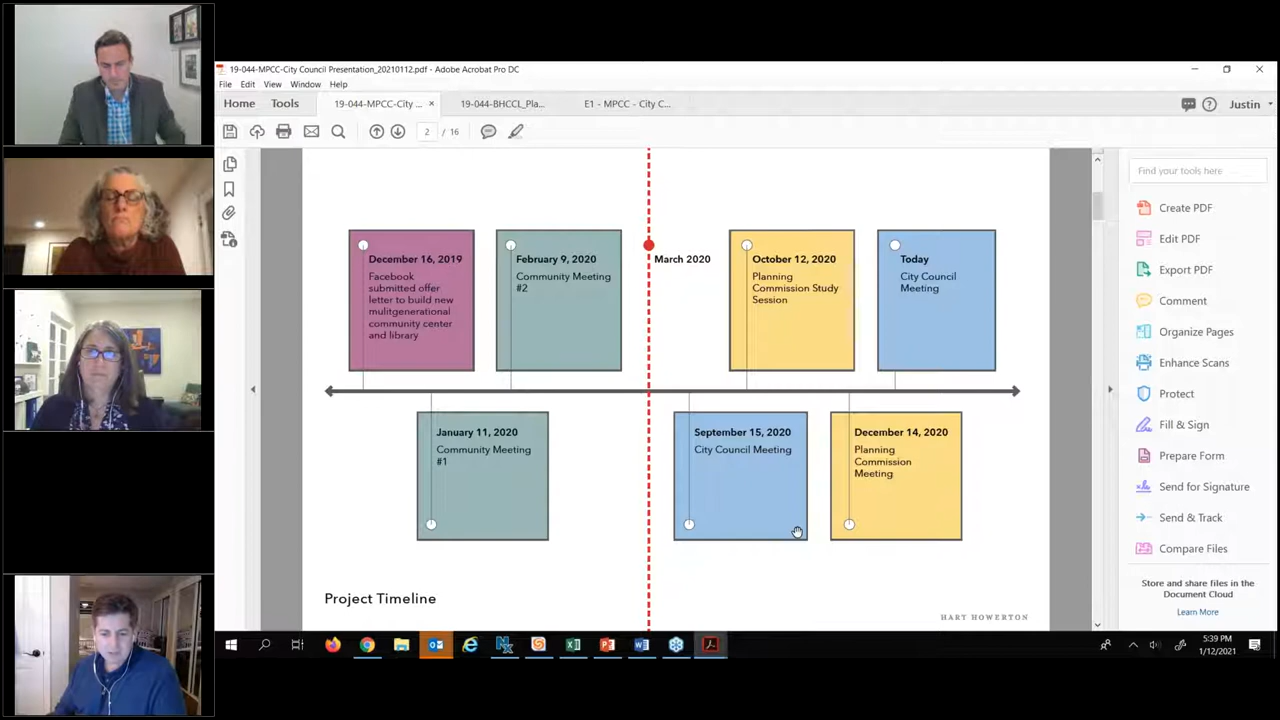 19-044-MPCC-City Council Presentation_20210112.pdf - Adobe Acrobat Pro DC
File Edit View Window Help
Home Tools 19-044-MPCC-City ... × 19-044-BHCCL_Pla... E1 - MPCC - City C... Justin
2 / 16
Find your tools here
Create PDF
Edit PDF
Export PDF
Comment
Organize Pages
Enhance Scans
Protect
Fill & Sign
Prepare Form
Send for Signature
Send & Track
Compare Files
Store and share files in the
Document Cloud
Learn More
December 16, 2019
Facebook
submitted offer
letter to build new
mulitgenerational
community center
and library
February 9, 2020
Community Meeting
#2
March 2020
October 12, 2020
Planning
Commission Study
Session
Today
City Council
Meeting
January 11, 2020
Community Meeting
#1
September 15, 2020
City Council Meeting
December 14, 2020
Planning
Commission
Meeting
Project Timeline
HART HOWERTON
5:39 PM
1/12/2021